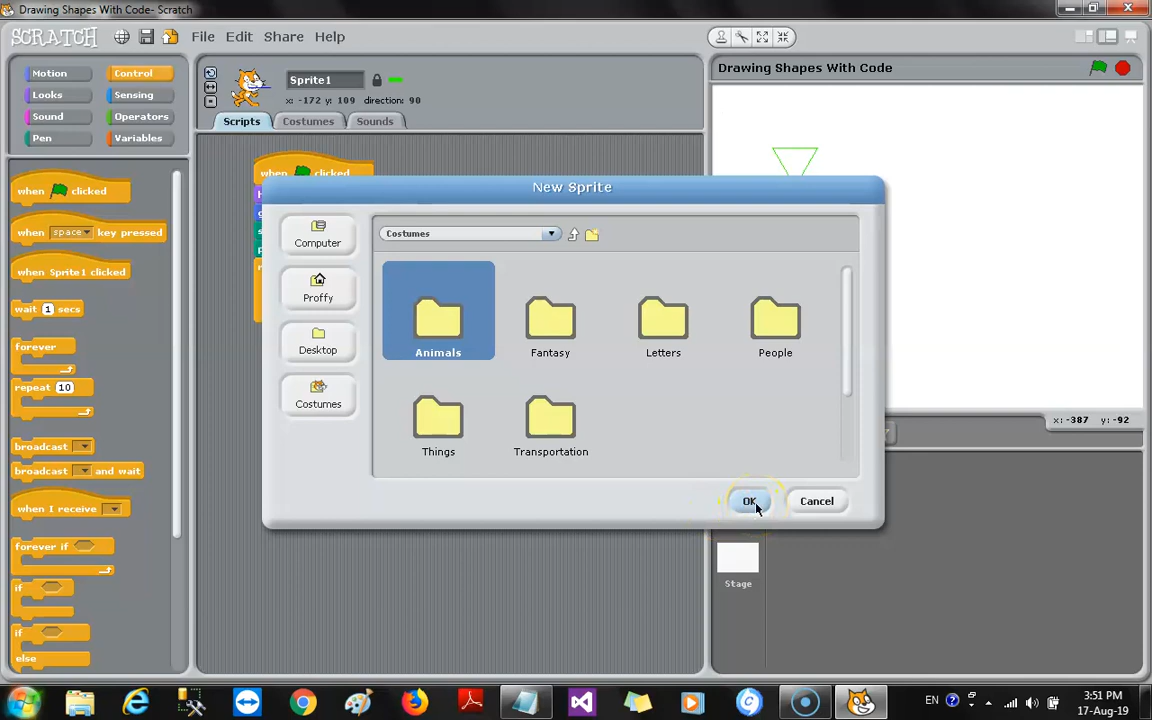 Drawing Shapes With Code- Scratch
SCRATCH
File Edit Share Help
Motion Control
Looks Sensing
Sound Operators
Pen Variables
Sprite1
x: -172 y: 109 direction: 90
Scripts Costumes Sounds
Drawing Shapes With Code
when clicked
when space key pressed
when Sprite1 clicked
wait 1 secs
forever
repeat 10
broadcast
broadcast and wait
when I receive
forever if
if
if
else
when clicked
New Sprite
Computer
Proffy
Desktop
Costumes
Costumes
Animals Fantasy Letters People
Things Transportation
OK Cancel
x:-387 y:-92
Stage
EN
3:51 PM
17-Aug-19